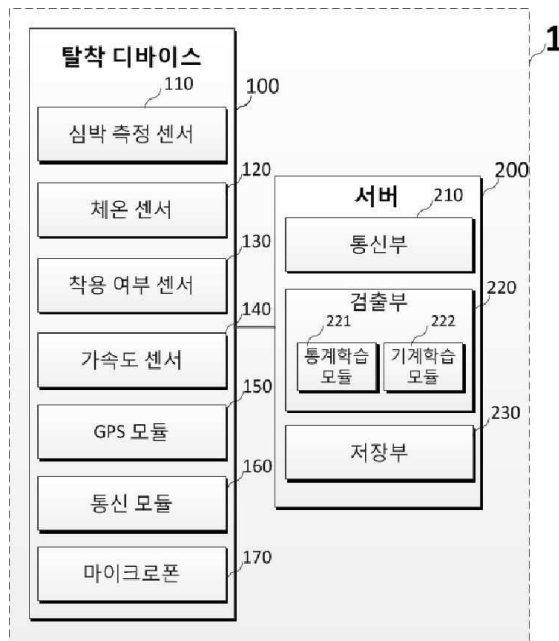 1
탈착 디바이스
100
110
심박 측정 센서
120
체온 센서
130
착용 여부 센서
140
가속도 센서
150
GPS 모듈
160
통신 모듈
170
마이크로폰
200
서버
210
통신부
220
검출부
221
통계학습
모듈
222
기계학습
모듈
230
저장부